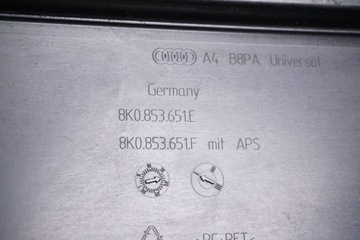 A4 B8PA Universal
Germany
8K0.853.651.E
8K0.853.651.F mit APS